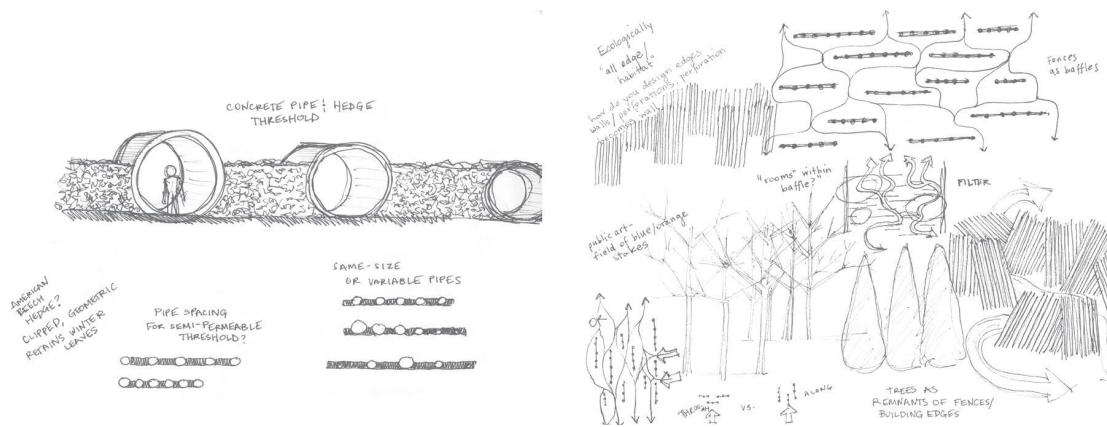 CONCRETE PIPE & HEDGE
THRESHOLD
AMERICAN
BEECH
HEDGE?
CLIPPED, GEOMETRIC
RETAINS WINTER
LEAVES
PIPE SPACING
FOR SEMI-PERMEABLE
THRESHOLD?
SAME-SIZE
OR VARIABLE PIPES
Ecologically
"all edge/
habitat"
how do you design edges
walls/perforations, perforation
becomes wall
Fences
as baffles
"rooms" within
baffle?"
FILTER
public art-
field of blue/orange
stakes
OR
THROUGH
VS.
ALONG
TREES AS
REMNANTS OF FENCES/
BUILDING EDGES